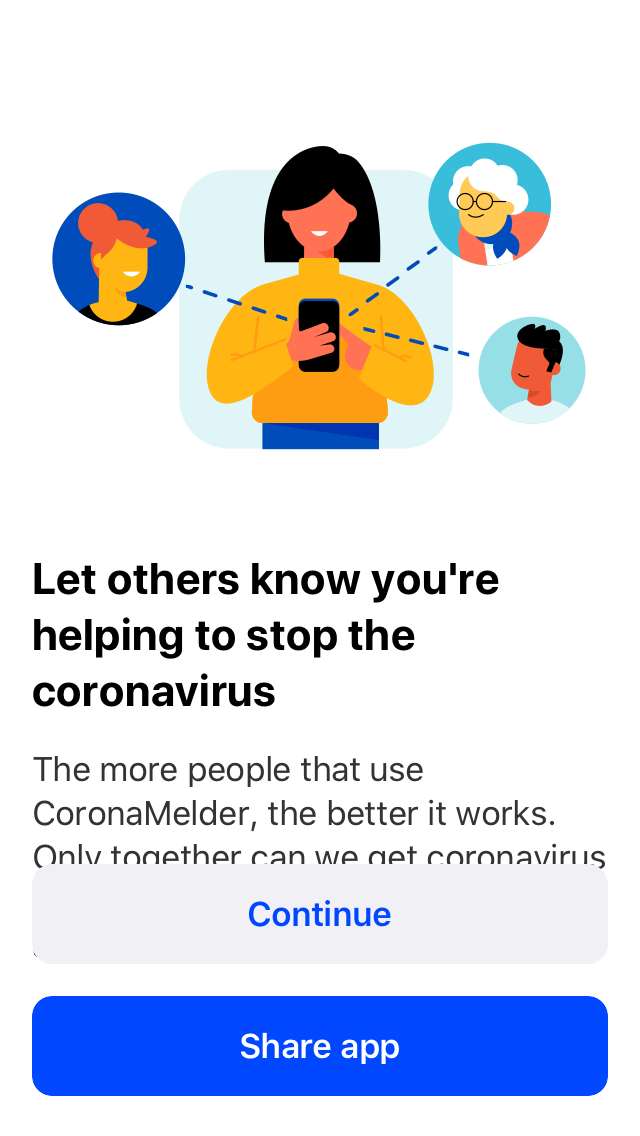 Let others know you're
helping to stop the
coronavirus
The more people that use
CoronaMelder, the better it works.
Only together can we get coronavirus
Continue
Share app